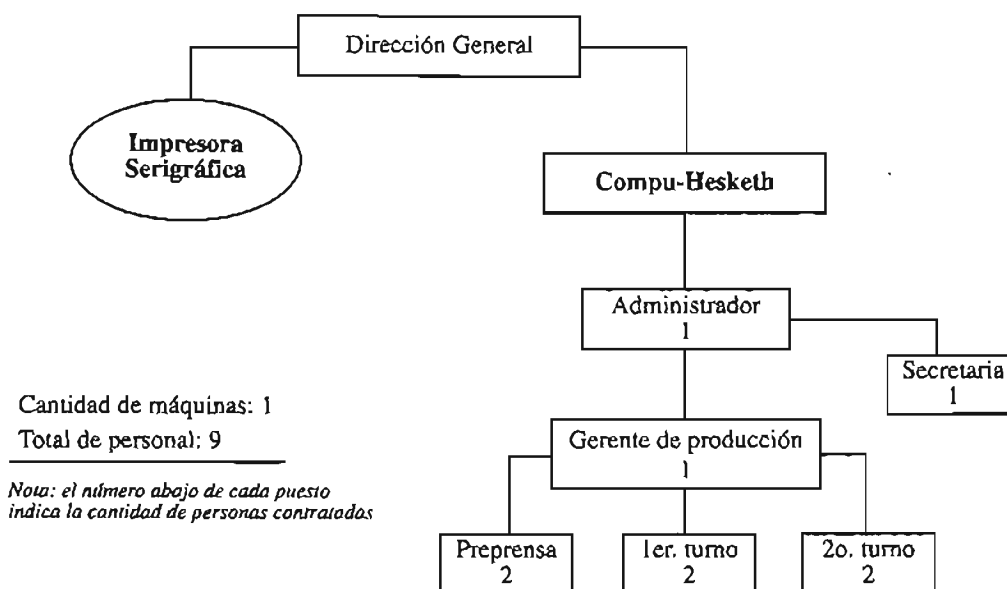 Dirección General
Impresora
Serigráfica
Compu-Hesketh
Administrador
1
Secretaria
1
Cantidad de máquinas: 1
Total de personal: 9
Gerente de producción
1
Nota: el número abajo de cada puesto
indica la cantidad de personas contratadas
Preprensa
2
1er. turno
2
2o. turno
2